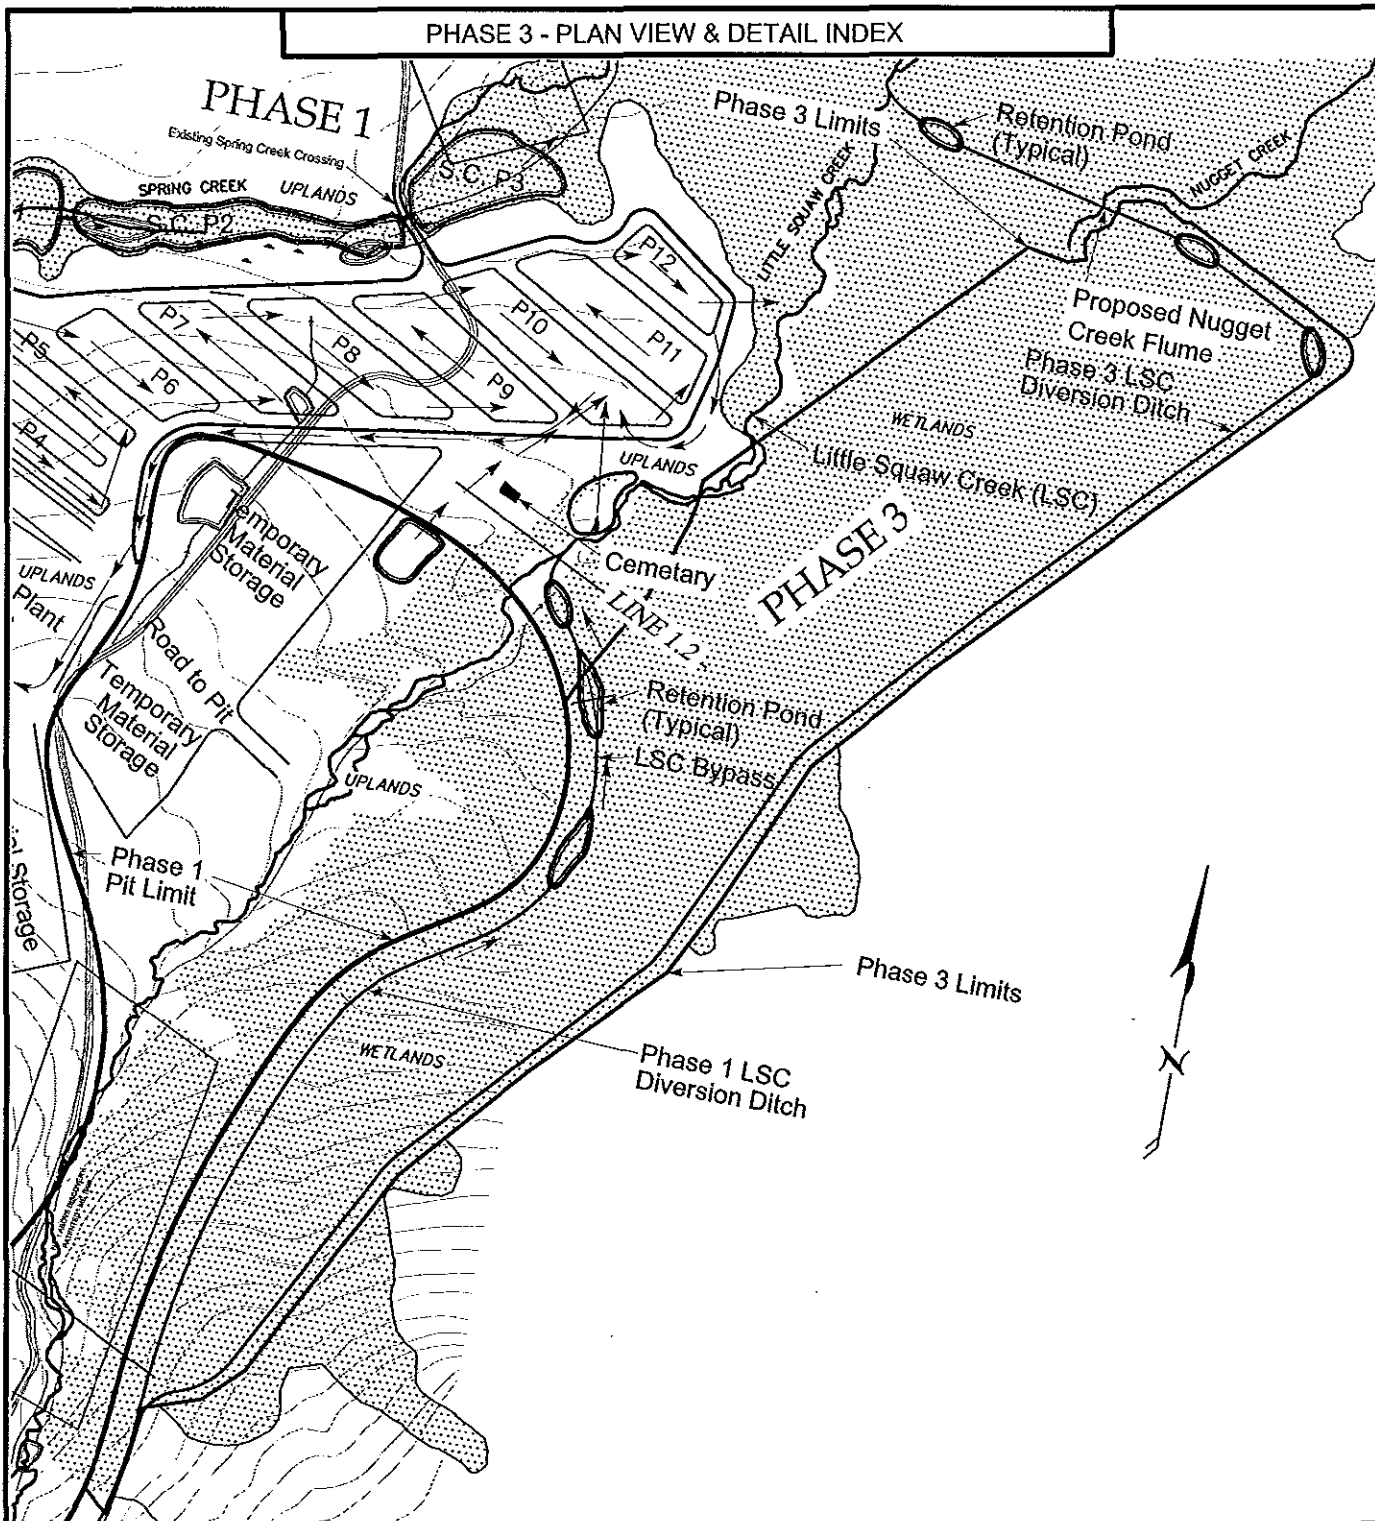 PHASE 3 - PLAN VIEW & DETAIL INDEX
PHASE 1
Existing Spring Creek Crossing
SPRING CREEK
UPLANDS
S.C. P2
S.C. P3
Phase 3 Limits
LITTLE SQUAW CREEK
Retention Pond
(Typical)
NUGGET CREEK
P12
P11
P10
P9
P8
P7
P6
P5
P4
Proposed Nugget
Creek Flume
Phase 3 LSC
Diversion Ditch
WETLANDS
UPLANDS
Little Squaw Creek (LSC)
PHASE 3
Cemetary
LINE 1.2
Temporary
Material
Storage
UPLANDS
Plant
Road to Pit
Temporary
Material
Storage
Retention Pond
(Typical)
LSC Bypass
UPLANDS
Phase 1
Pit Limit
Storage
Phase 3 Limits
WETLANDS
Phase 1 LSC
Diversion Ditch
N